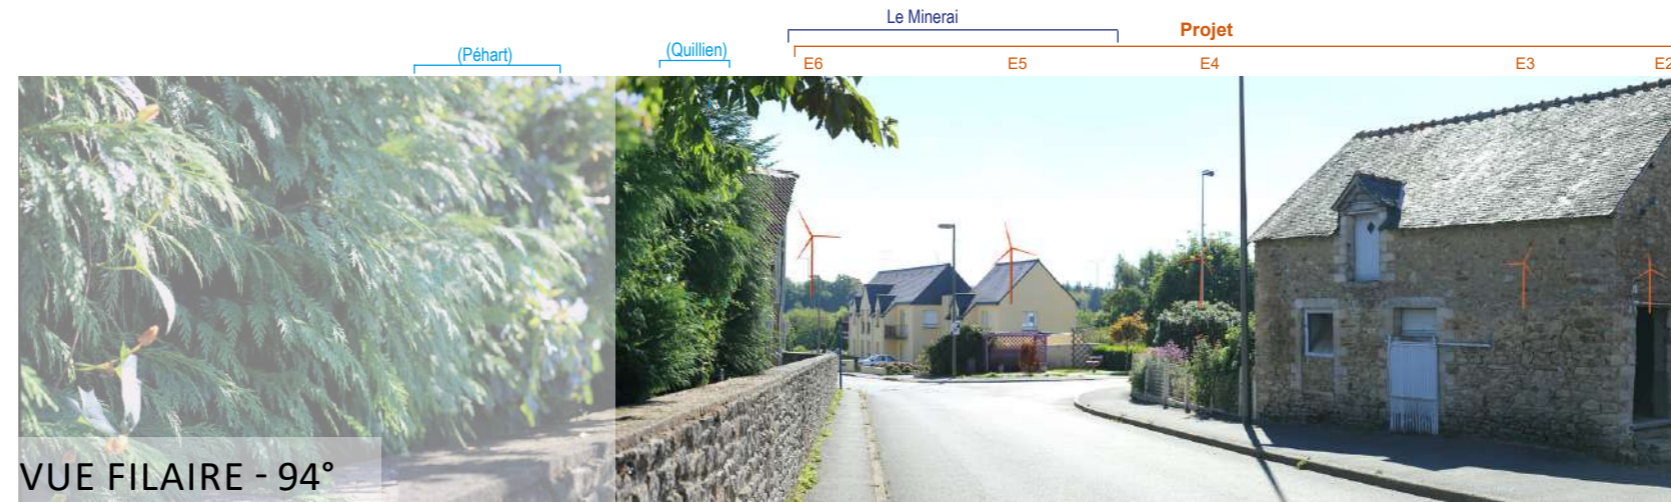 Le Minerai
Projet
(Péhart)
(Quillien)
E6
E5
E4
E3
E2
VUE FILAIRE - 94°